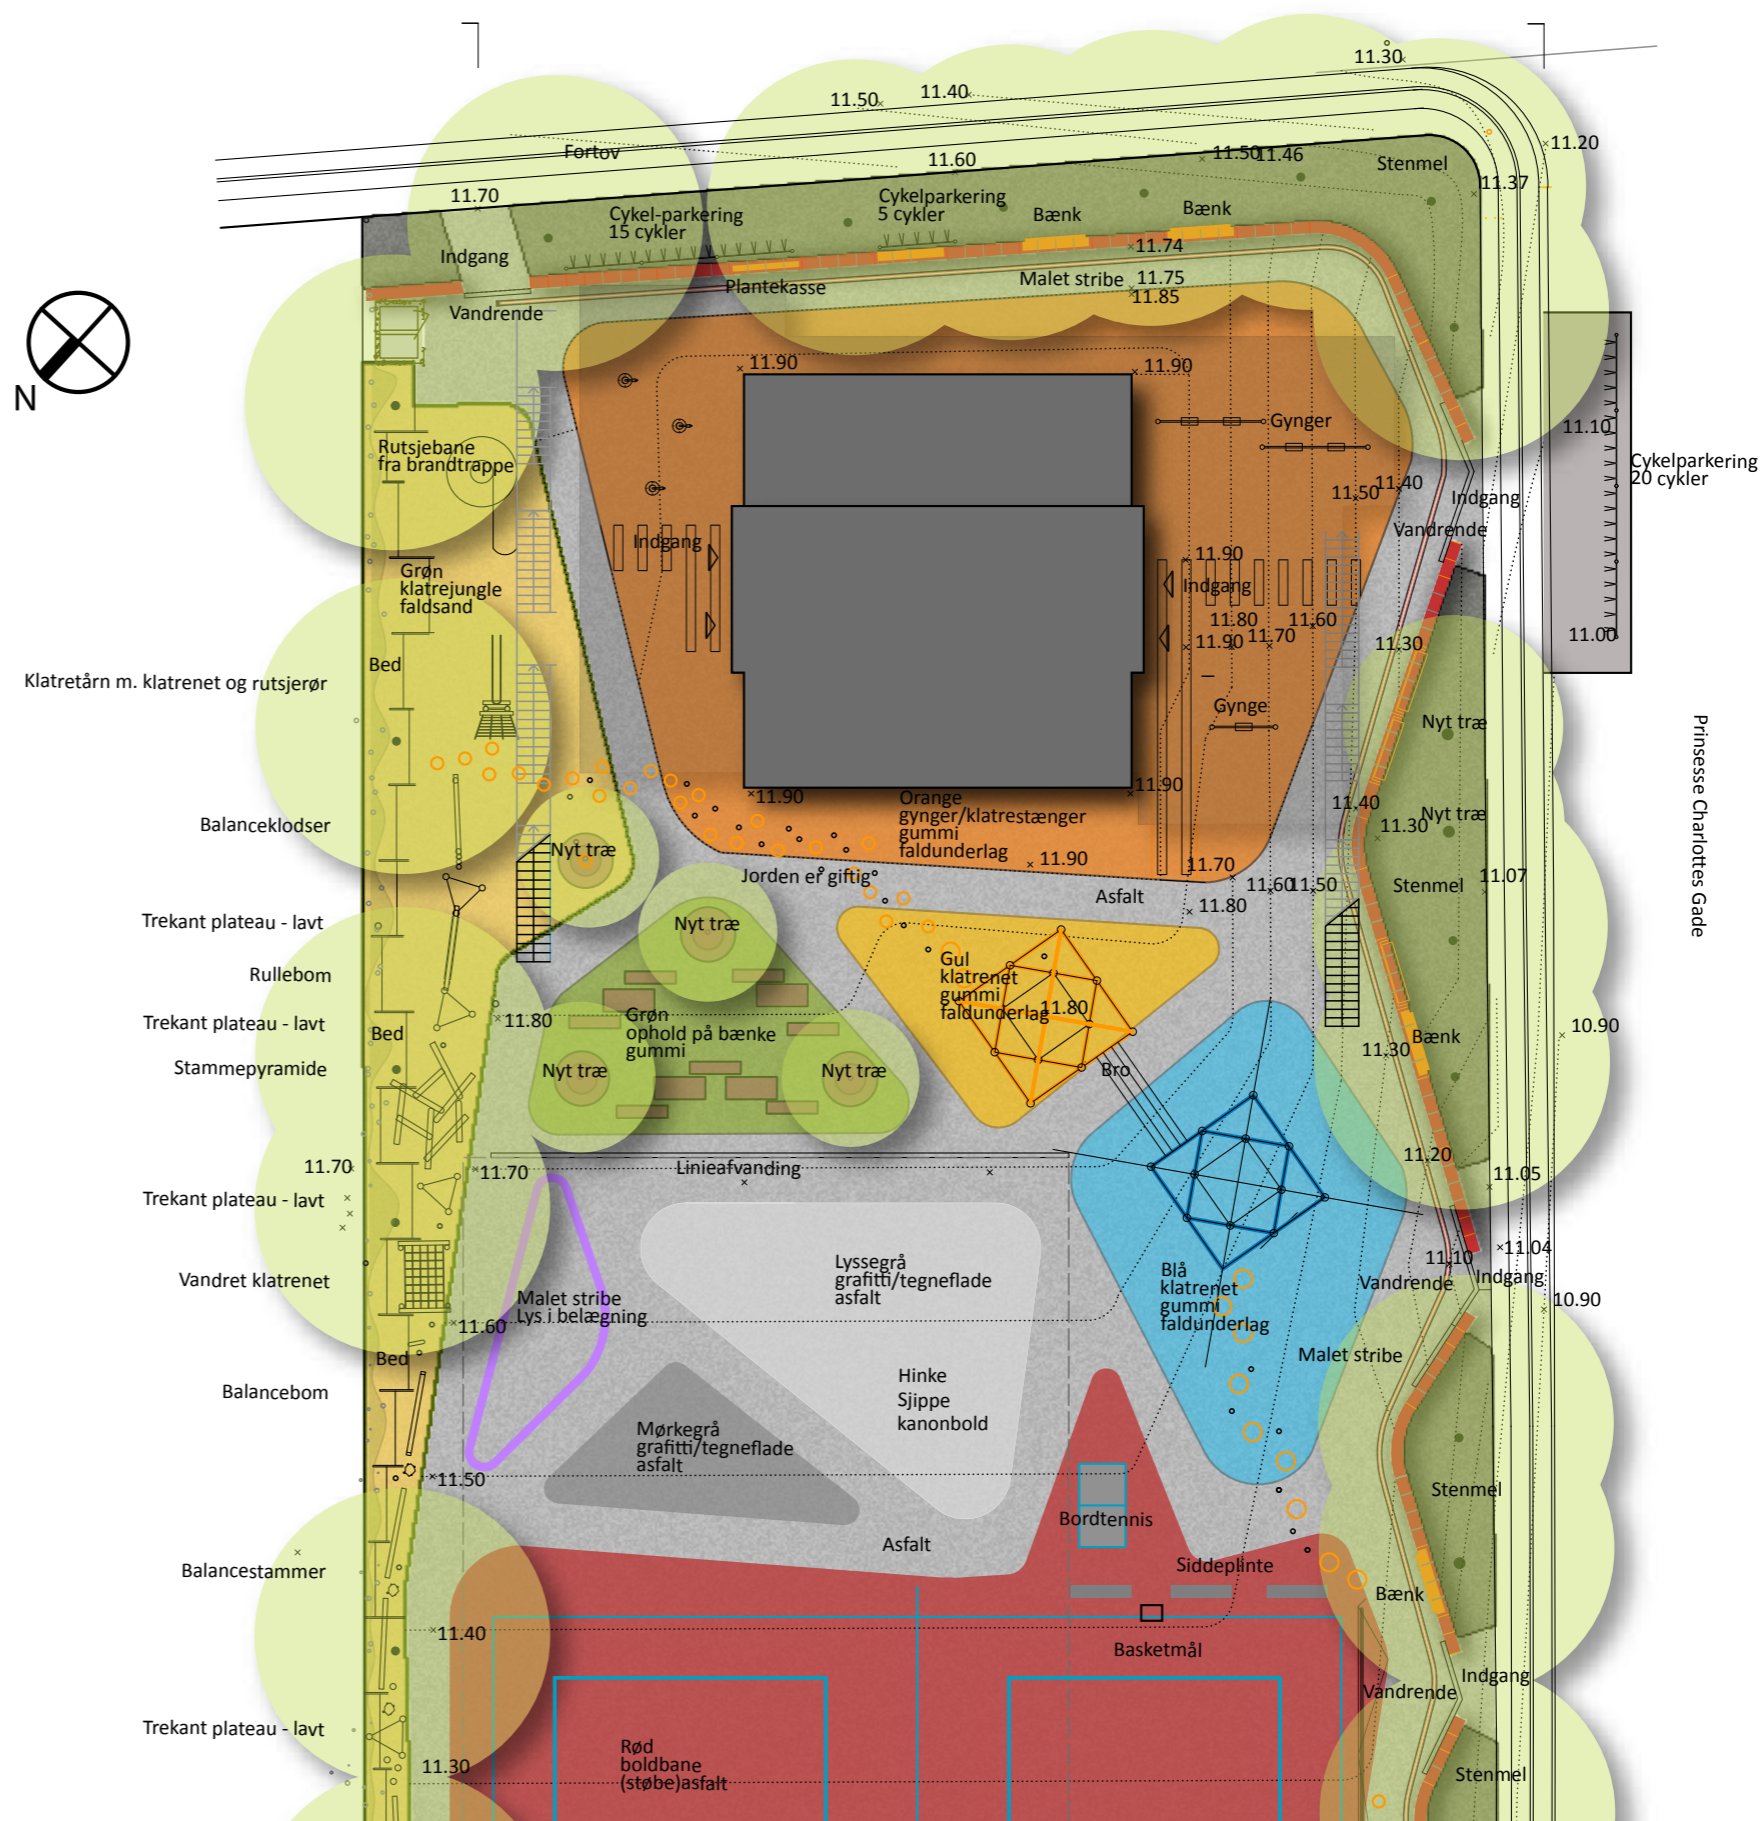 11.30
11.50
11.40
11.20
Fortov
11.60
11.50
11.46
Stenmel
11.37
11.70
Cykel-parkering
15 cykler
Cykelparkering
5 cykler
Bænk
Bænk
Indgang
11.74
Plantekasse
Malet stribe
11.75
11.85
Vandrende
N
11.90
11.90
Gynger
11.10
Rutsjebane
fra brandtrappe
Cykelparkering
20 cykler
11.50
11.40
Indgang
Vandrende
Indgang
11.90
Indgang
Grøn
klatrejungle
faldsand
11.80
11.60
11.90
11.70
11.30
11.00
Bed
Klatretårn m. klatrenet og rutsjerør
Gynge
Nyt træ
Prinsesse Charlottes Gade
11.90
11.90
Orange
gynger/klatrestænger
gummi
faldunderlag
11.40
Nyt træ
Balanceklodser
11.30
Nyt træ
11.90
11.70
Jorden er giftig
11.60
11.50
Stenmel
11.07
Asfalt
11.80
Trekant plateau - lavt
Nyt træ
Rullebom
Gul
klatrenet
gummi
faldunderlag
11.80
Trekant plateau - lavt
Bed
11.80
Grøn
ophold på bænke
gummi
10.90
Bænk
11.30
Stammepyramide
Nyt træ
Nyt træ
Bro
11.70
11.70
Linieafvanding
11.20
11.05
Trekant plateau - lavt
Lyssegrå
grafitti/tegneflade
asfalt
11.04
11.10
Vandret klatrenet
Blå
klatrenet
gummi
faldunderlag
Vandrende
Indgang
Malet stribe
Lys i belægning
10.90
11.60
Bed
Malet stribe
Balancebom
Hinke
Sjippe
kanonbold
Mørkegrå
grafitti/tegneflade
asfalt
11.50
Stenmel
Bordtennis
Asfalt
Balancestammer
Siddeplinte
Bænk
11.40
Basketmål
Indgang
Vandrende
Trekant plateau - lavt
Rød
boldbane
(støbe)asfalt
11.30
Stenmel